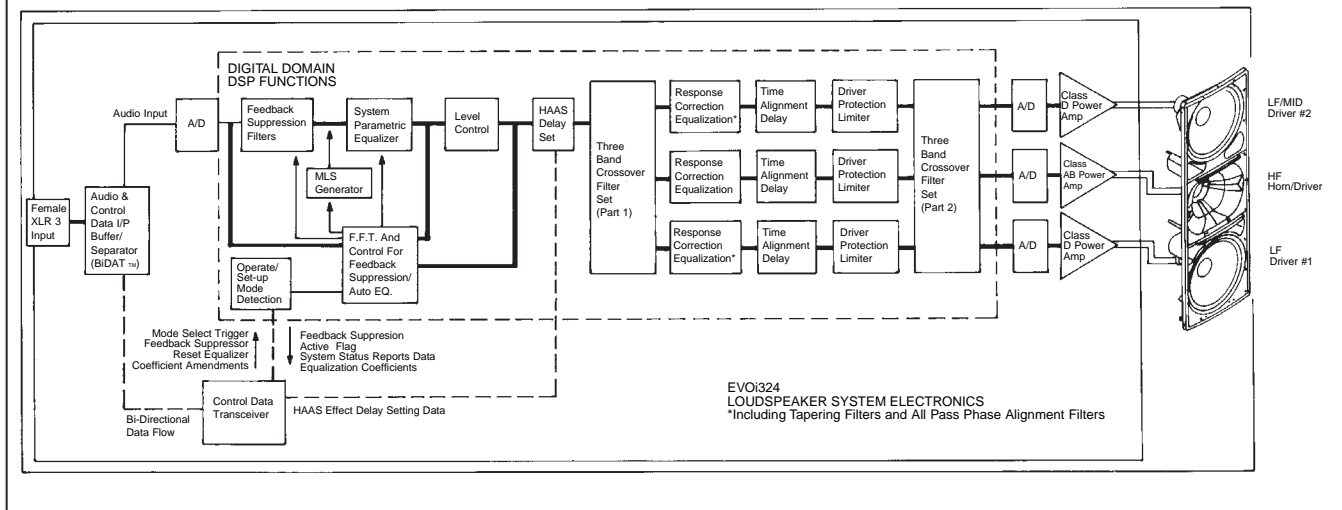 DIGITAL DOMAIN
DSP FUNCTIONS
Audio Input
A/D
Feedback
Suppression
Filters
System
Parametric
Equalizer
Level
Control
HAAS
Delay
Set
MLS
Generator
F.F.T. And
Control For
Feedback
Suppression/
Auto EQ.
Operate/
Set-up
Mode
Detection
Female
XLR 3
Input
Audio &
Control
Data I/P
Buffer/
Separator
(BiDAT TM)
Three
Band
Crossover
Filter
Set
(Part 1)
Response
Correction
Equalization*
Time
Alignment
Delay
Driver
Protection
Limiter
Response
Correction
Equalization
Time
Alignment
Delay
Driver
Protection
Limiter
Response
Correction
Equalization*
Time
Alignment
Delay
Driver
Protection
Limiter
Three
Band
Crossover
Filter
Set
(Part 2)
A/D
Class
D Power
Amp
A/D
Class
AB Power
Amp
A/D
Class
D Power
Amp
LF/MID
Driver #2
HF
Horn/Driver
LF
Driver #1
Mode Select Trigger
Feedback Suppressor
Reset Equalizer
Coefficient Amendments
Feedback Suppresion
Active Flag
System Status Reports Data
Equalization Coefficients
Control Data
Transceiver
Bi-Directional
Data Flow
HAAS Effect Delay Setting Data
EVOi324
LOUDSPEAKER SYSTEM ELECTRONICS
*Including Tapering Filters and All Pass Phase Alignment Filters